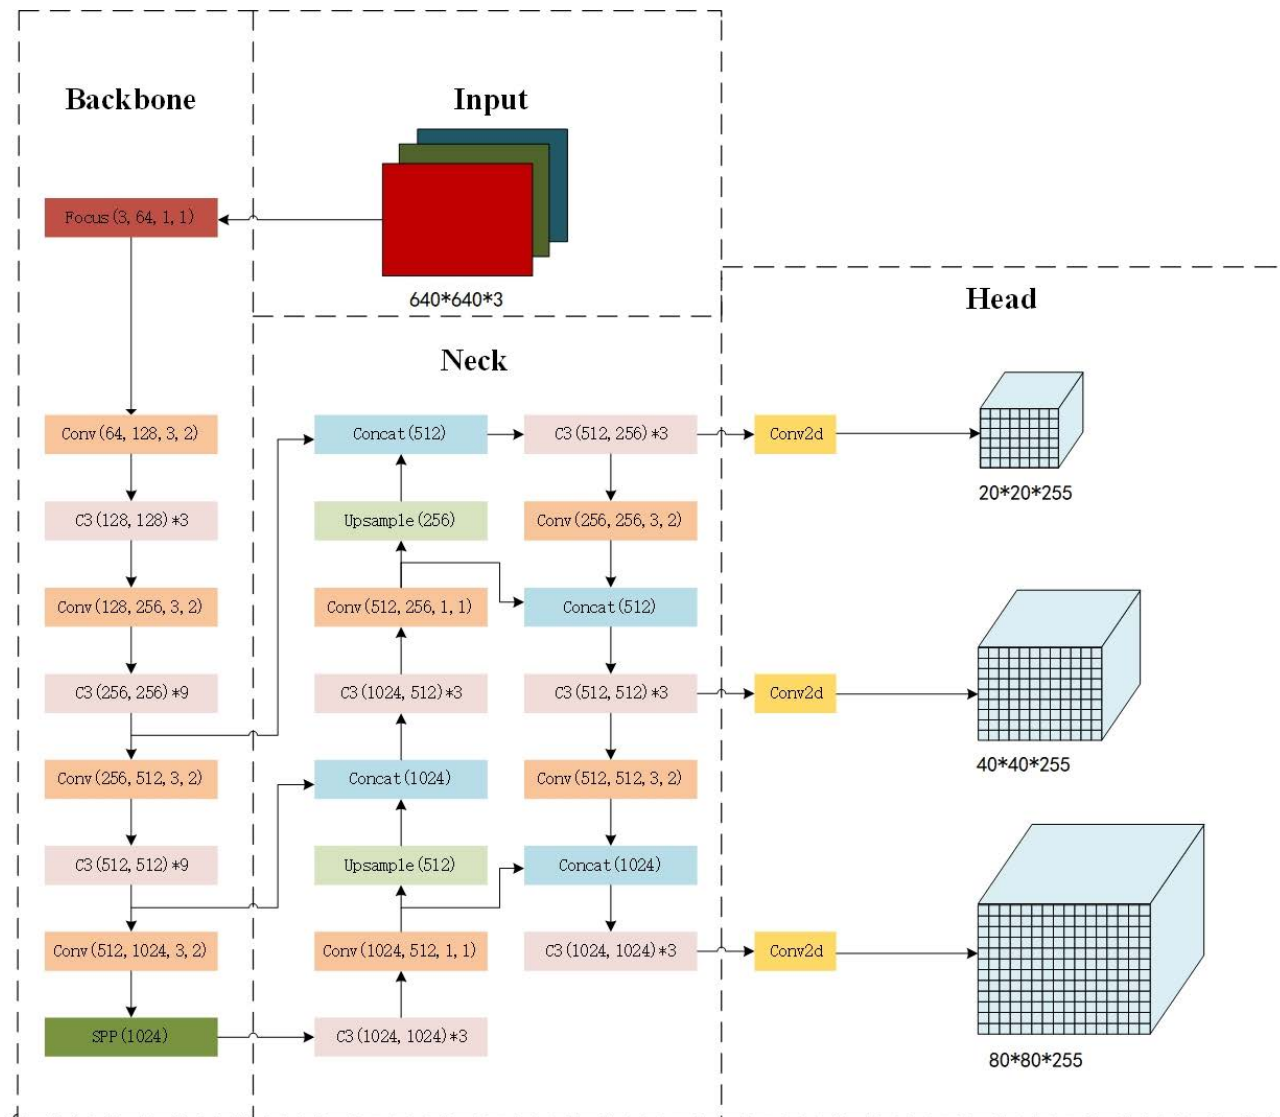 Backbone
Input
Focus(3,64,1,1)
640*640*3
Head
Neck
Conv(64,128,3,2)
Concat(512)
C3(512,256)*3
Conv2d
20*20*255
C3(128,128)*3
Upsample(256)
Conv(256,256,3,2)
Conv(128,256,3,2)
Conv(512,256,1,1)
Concat(512)
C3(256,256)*9
C3(1024,512)*3
C3(512,512)*3
Conv2d
40*40*255
Conv(256,512,3,2)
Concat(1024)
Conv(512,512,3,2)
C3(512,512)*9
Upsample(512)
Concat(1024)
Conv(512,1024,3,2)
Conv(1024,512,1,1)
C3(1024,1024)*3
Conv2d
SPP(1024)
C3(1024,1024)*3
80*80*255